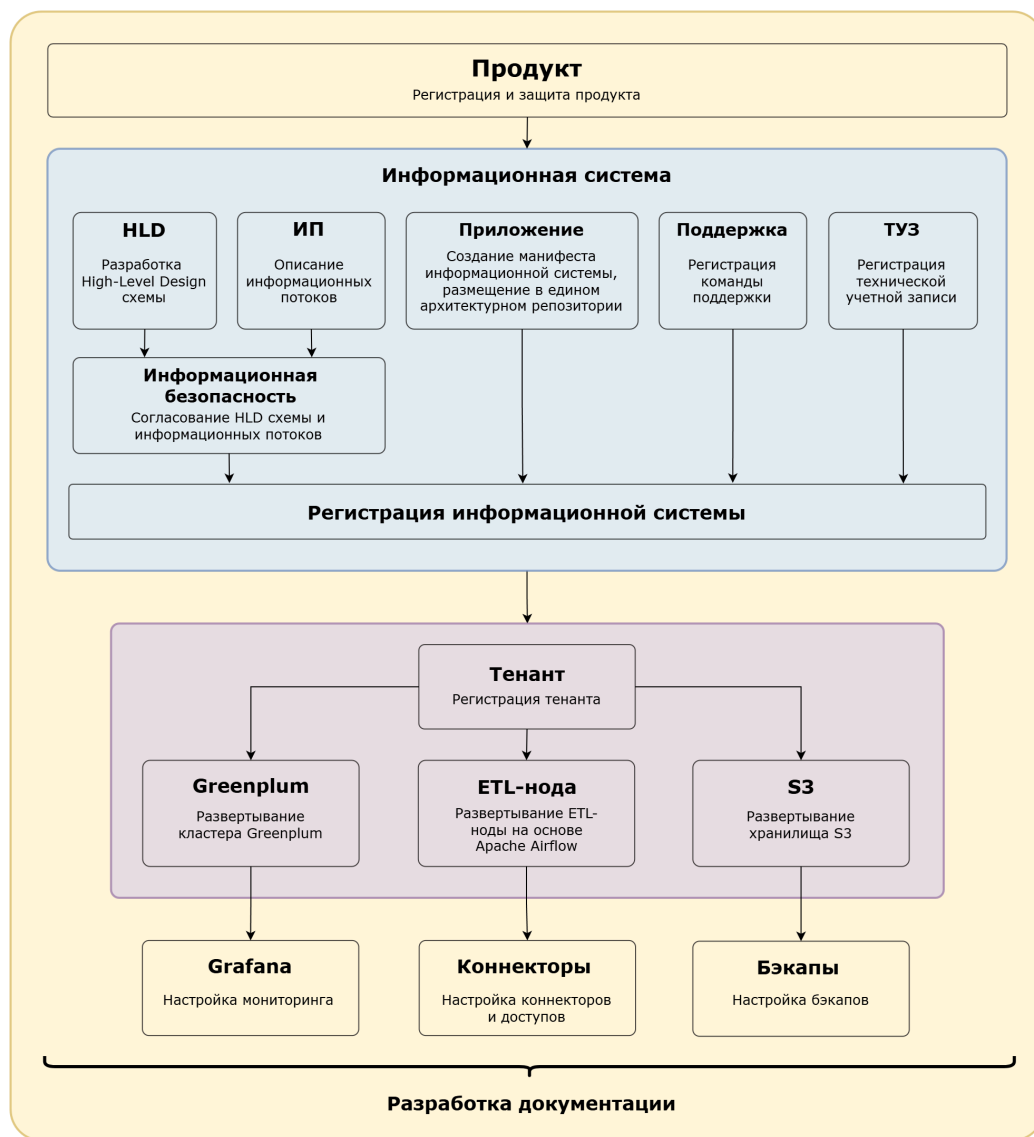 Продукт
Регистрация и защита продукта
Информационная система
HLD
Разработка
High-Level Design
схемы
ИП
Описание
информационных
потоков
Приложение
Создание манифеста
информационной системы,
размещение в едином
архитектурном репозитории
Поддержка
Регистрация
команды
поддержки
ТУЗ
Регистрация
технической
учетной записи
Информационная
безопасность
Согласование HLD схемы и
информационных потоков
Регистрация информационной системы
Тенант
Регистрация тенанта
Greenplum
Развертывание
кластера Greenplum
ETL-нода
Развертывание ETL-
ноды на основе
Apache Airflow
S3
Развертывание
хранилища S3
Grafana
Настройка мониторинга
Коннекторы
Настройка коннекторов
и доступов
Бэкапы
Настройка бэкапов
Разработка документации